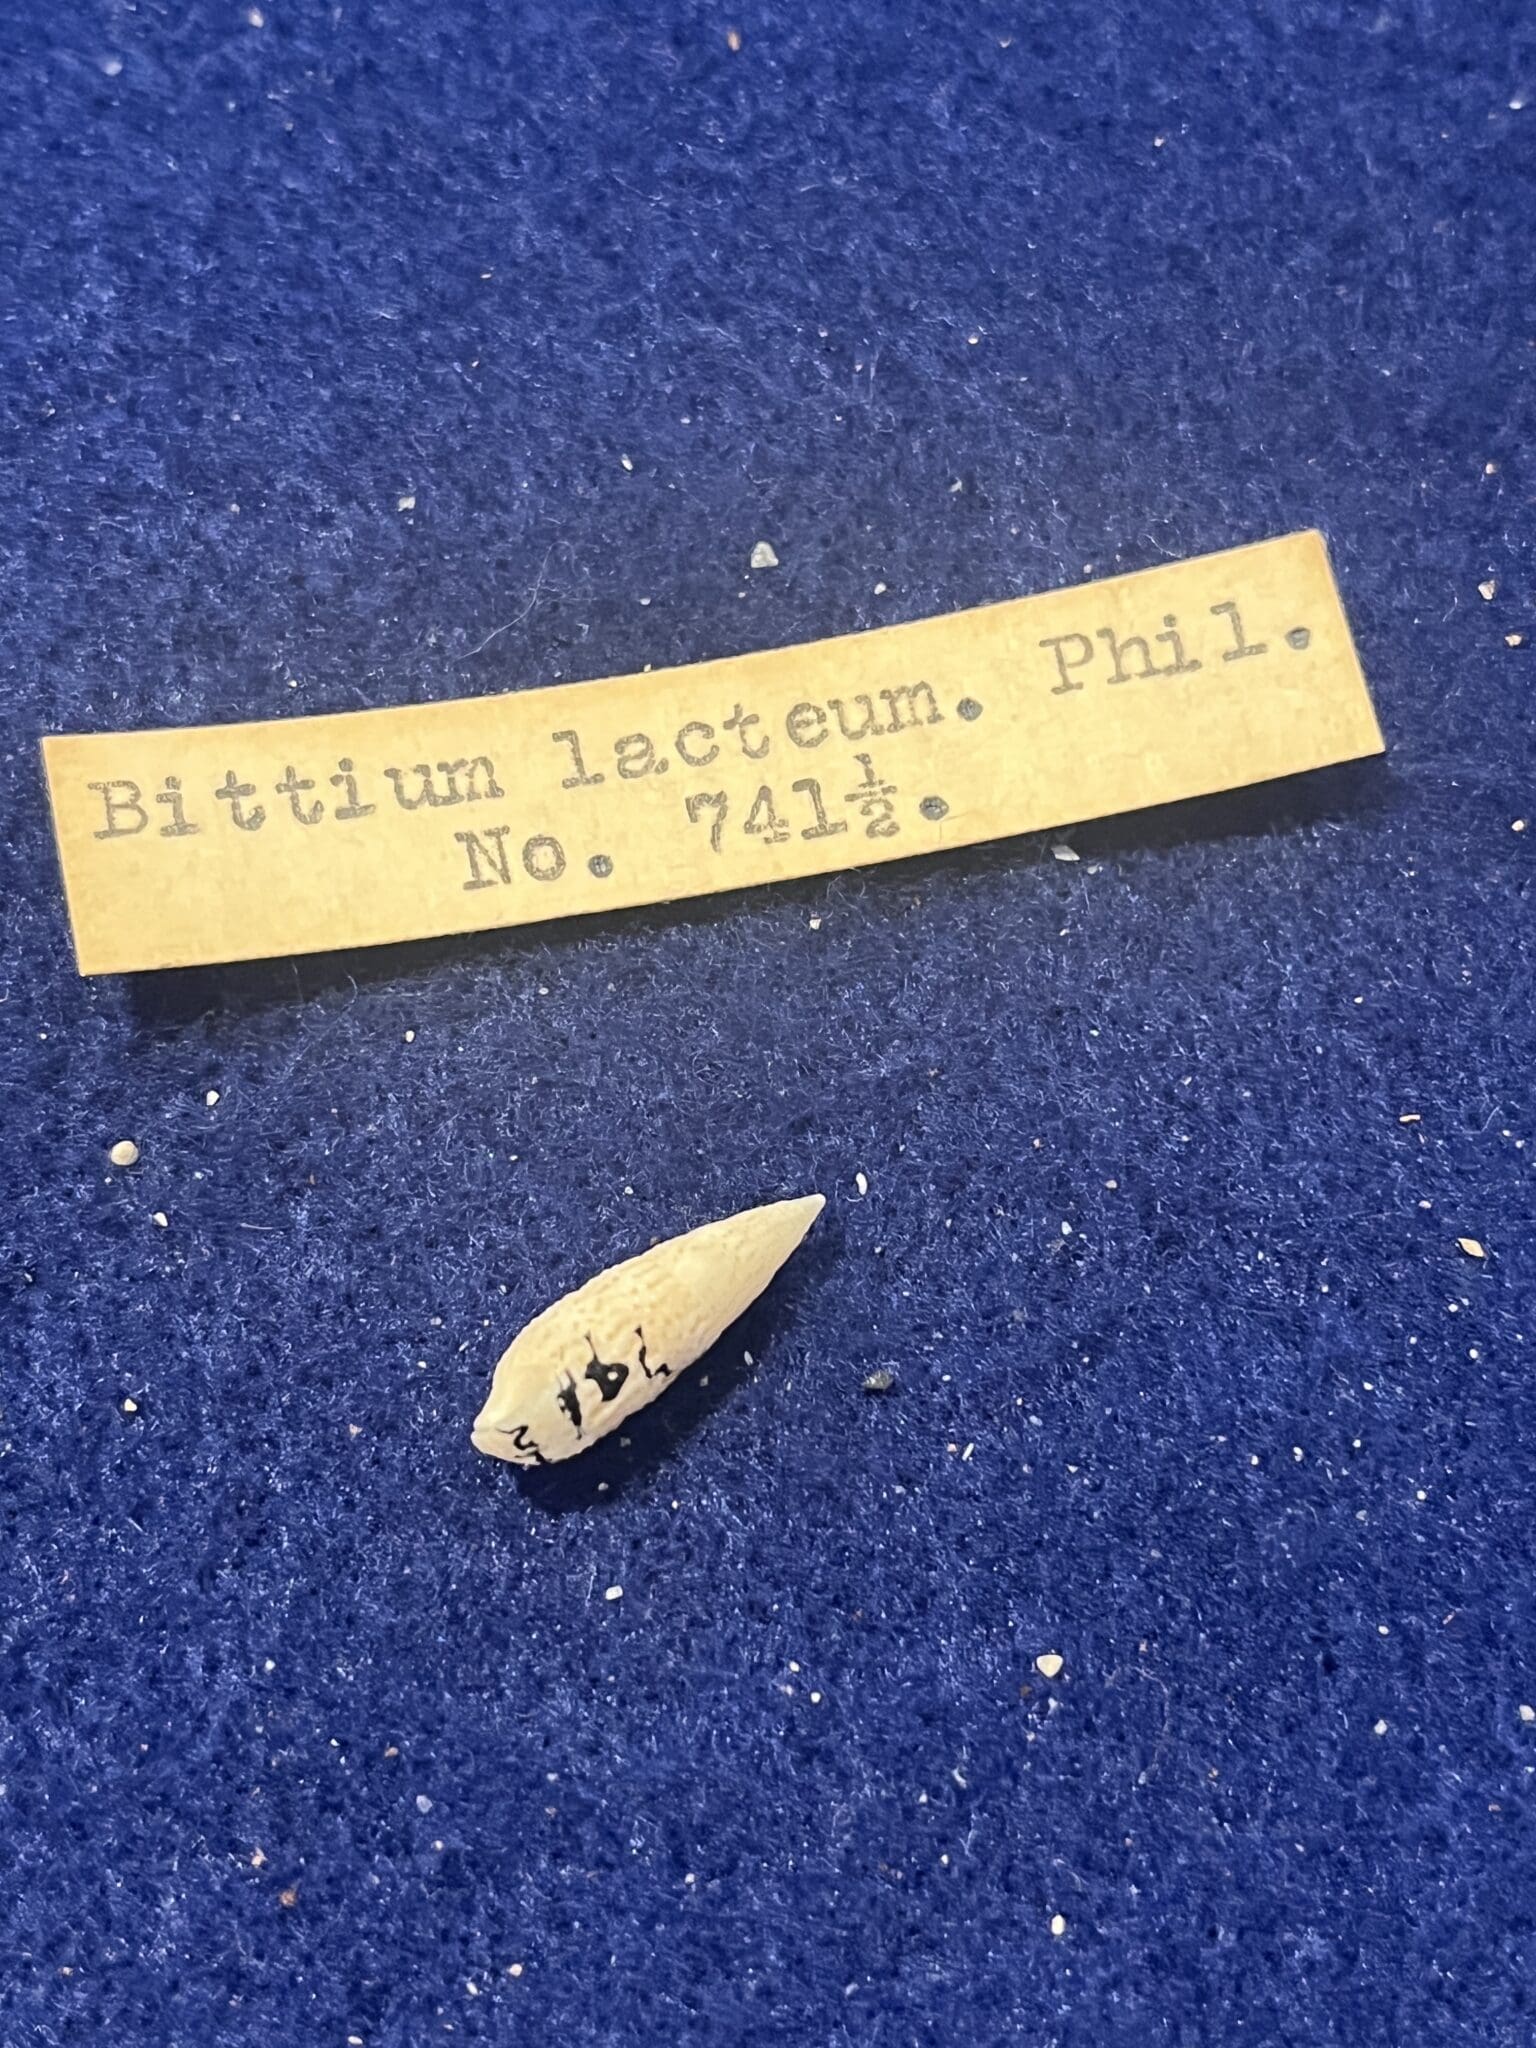 Bittium lacteum. Phil.
No. 741½.